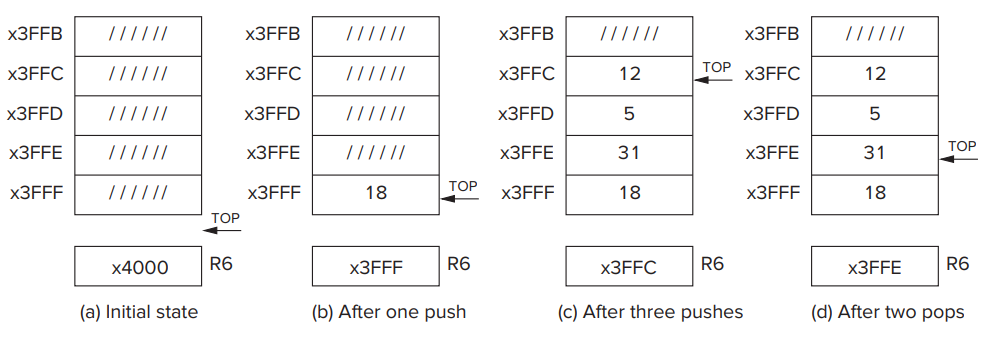 x3FFB ////// x3FFB ////// x3FFB ////// x3FFB //////
x3FFC ////// x3FFC ////// x3FFC 12 TOP x3FFC 12
x3FFD ////// x3FFD ////// x3FFD 5 x3FFD 5
x3FFE ////// x3FFE ////// x3FFE 31 x3FFE 31 TOP
x3FFF ////// x3FFF 18 TOP x3FFF 18 x3FFF 18
TOP
x4000 R6 x3FFF R6 x3FFC R6 x3FFE R6
(a) Initial state (b) After one push (c) After three pushes (d) After two pops